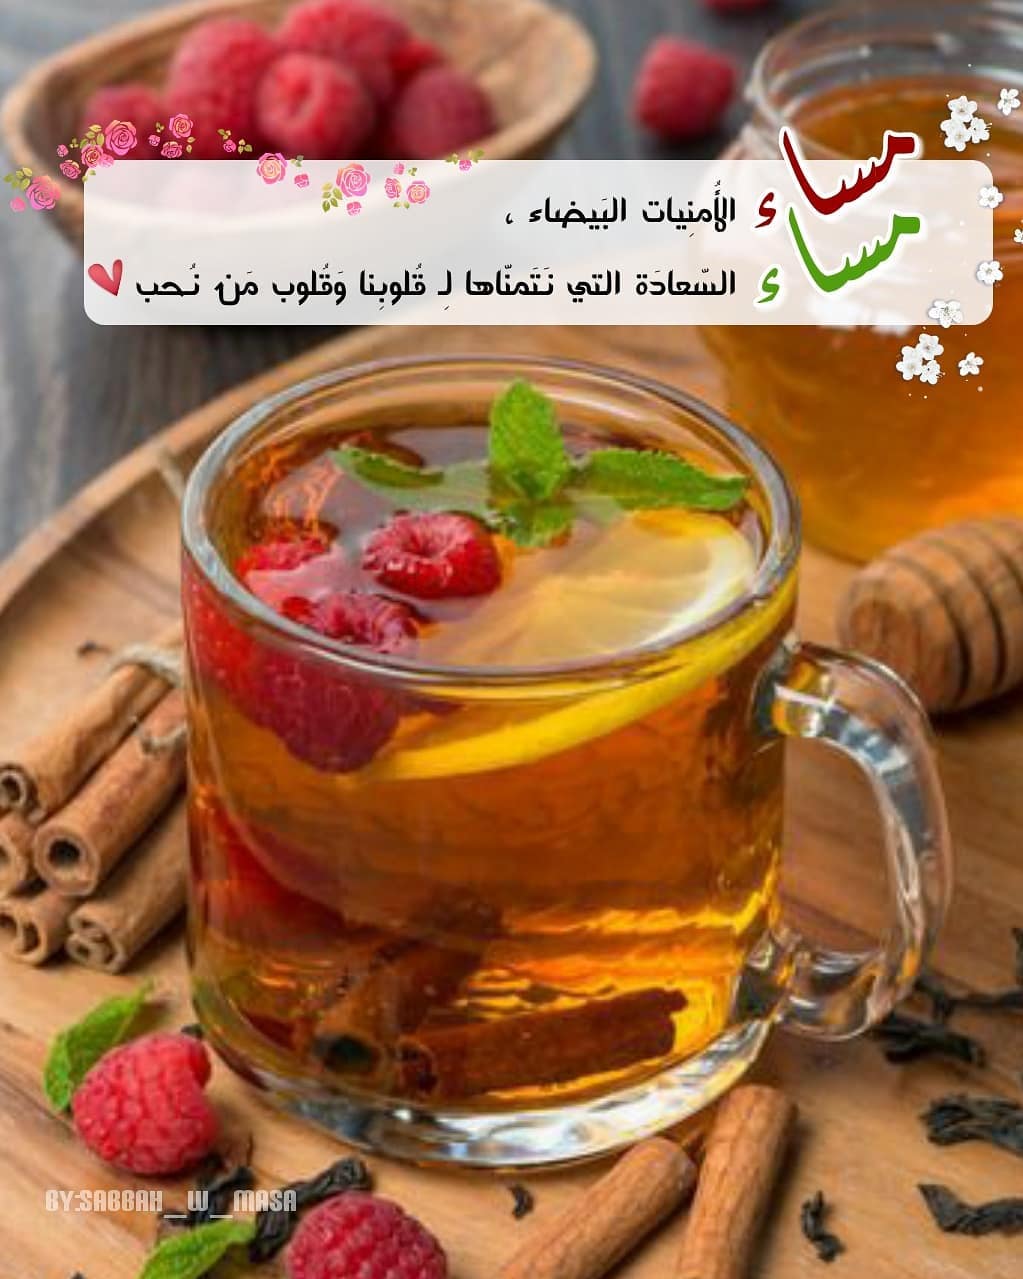 مساء الأُمنِيات البَيضاء ،
مساء السّعادَة التي نَتَمنّاها لِـ قُلوبِنا وَقُلوب مَن نُحب
BY:SABBAH_W_MASA